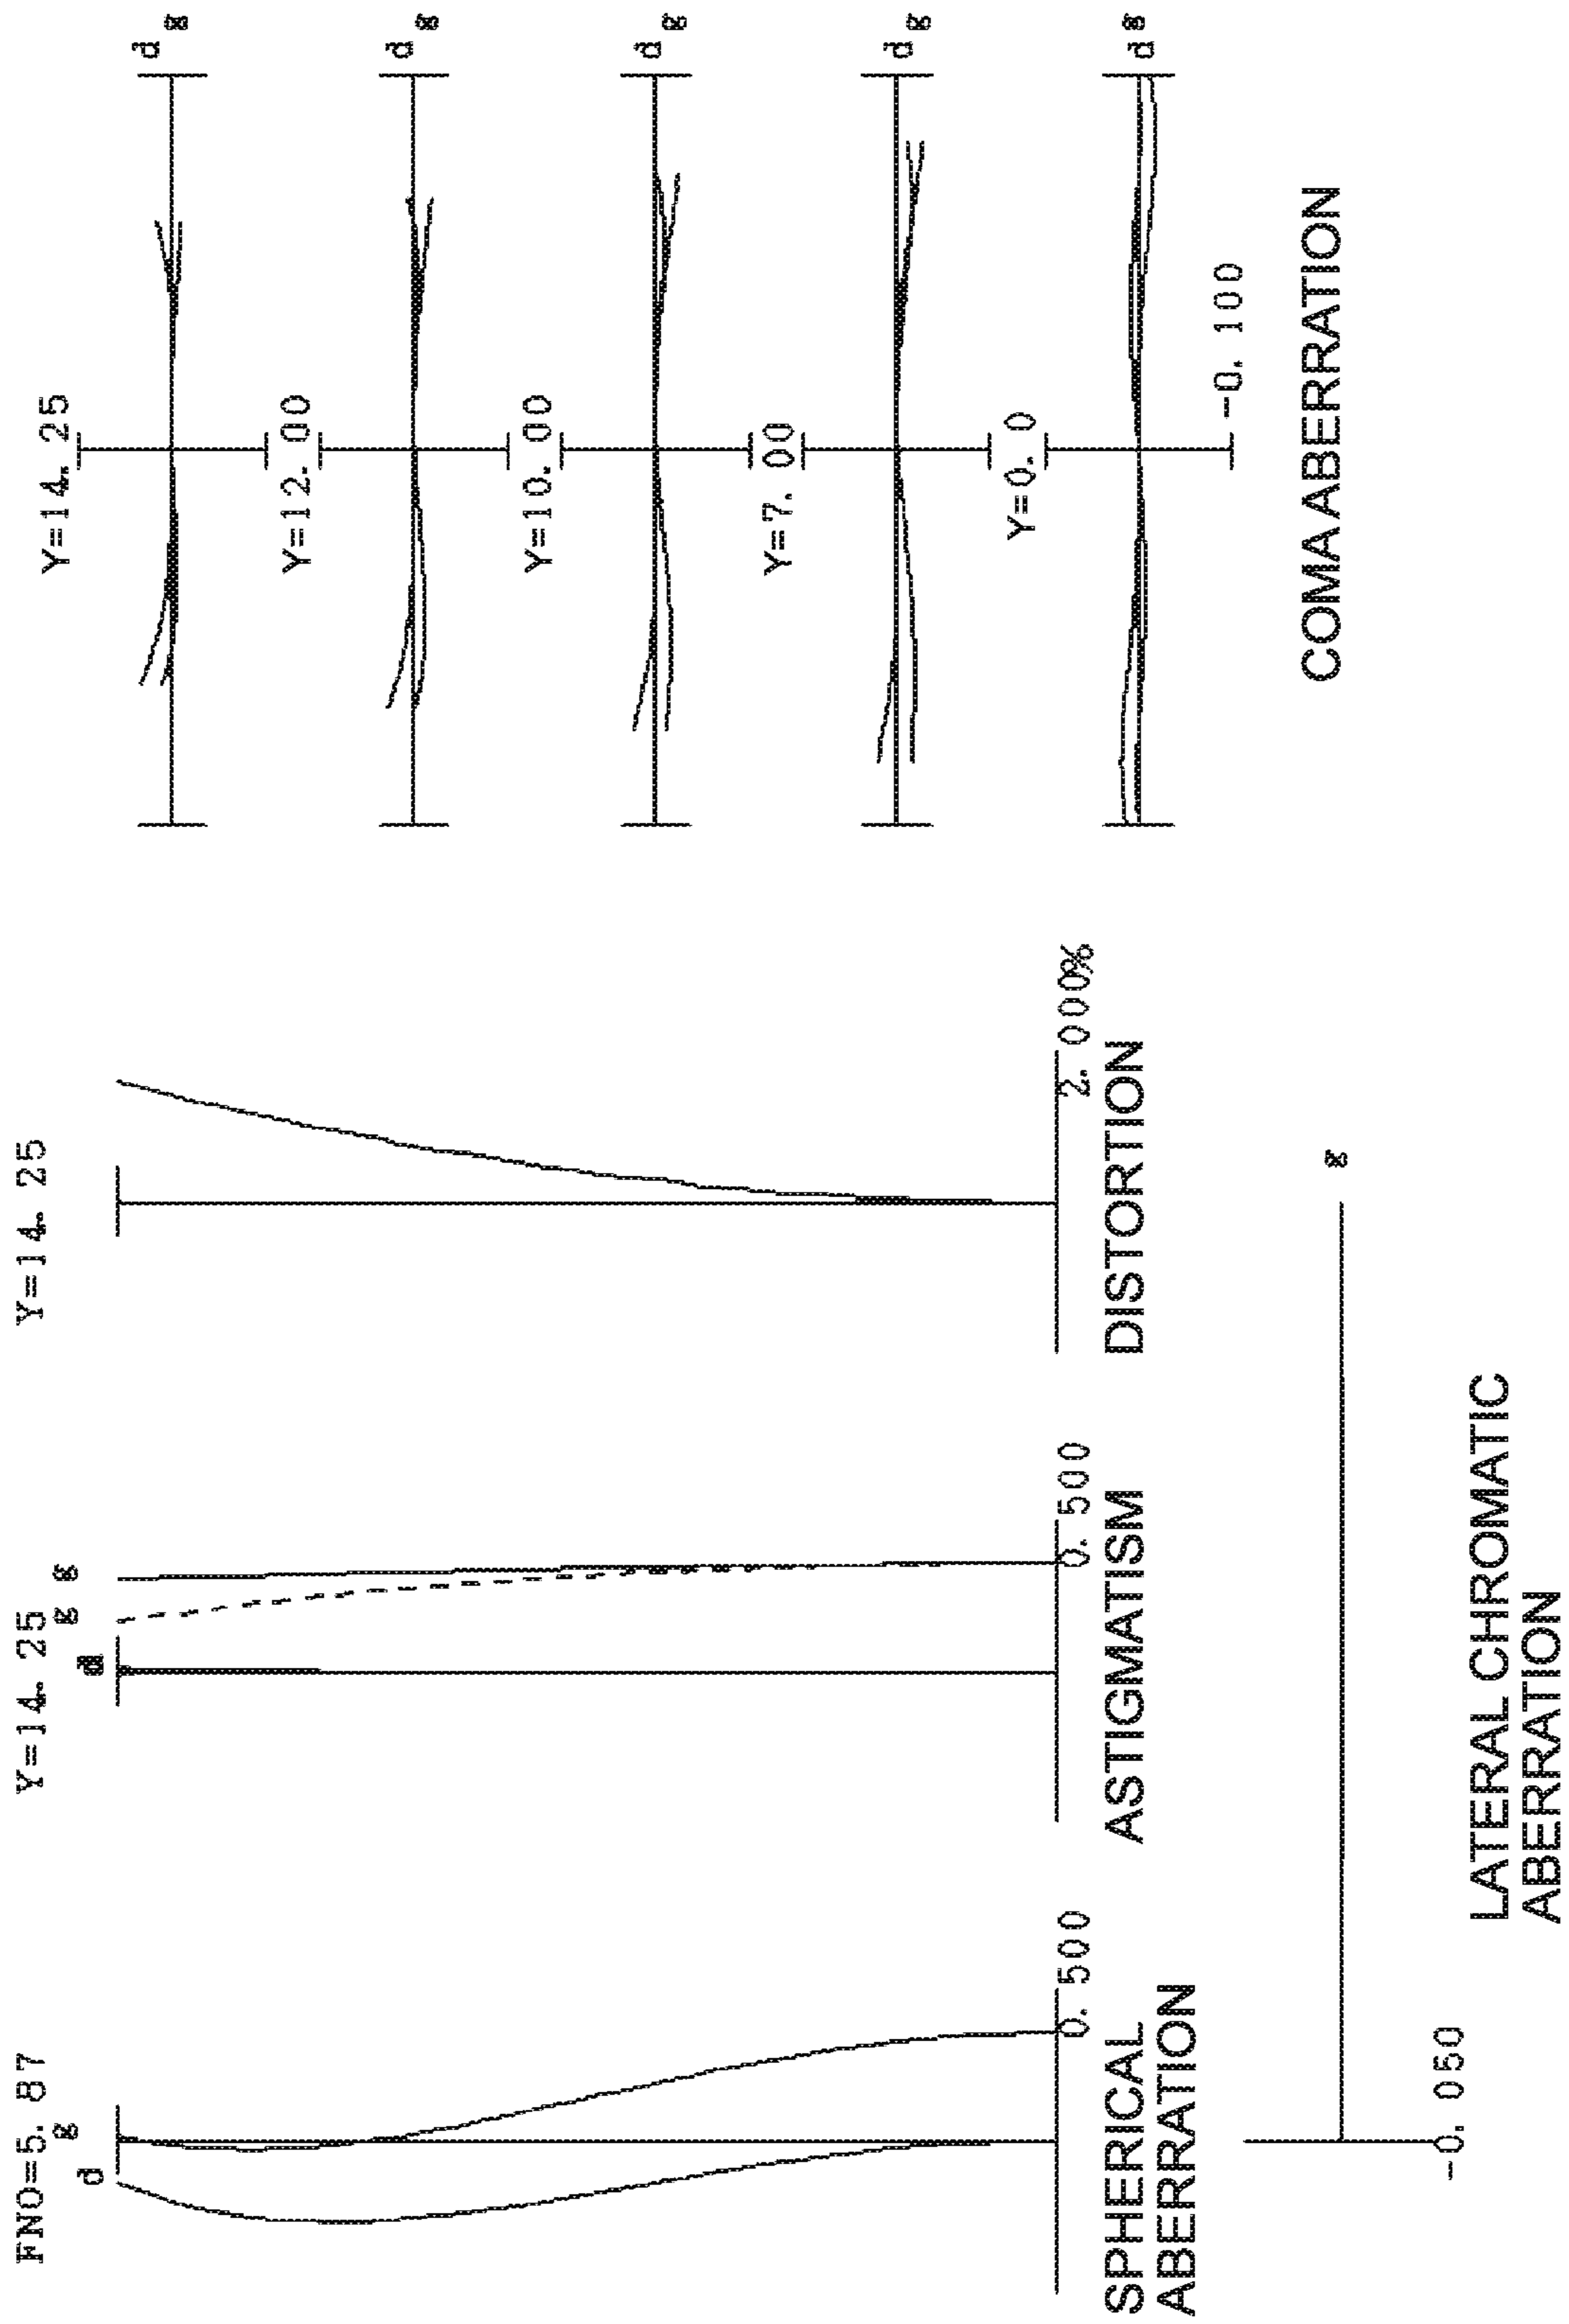 FNO=5. 87
d
g
0. 500
SPHERICAL
ABERRATION
Y=14. 25
d
g
g
0. 500
ASTIGMATISM
Y=14. 25
2. 000%
DISTORTION
g
-0. 050
LATERAL CHROMATIC
ABERRATION
Y=14. 25
d
g
Y=12. 00
d
g
Y=10. 00
d
g
Y=7. 00
d
g
Y=0. 0
d
g
-0. 100
COMA ABERRATION